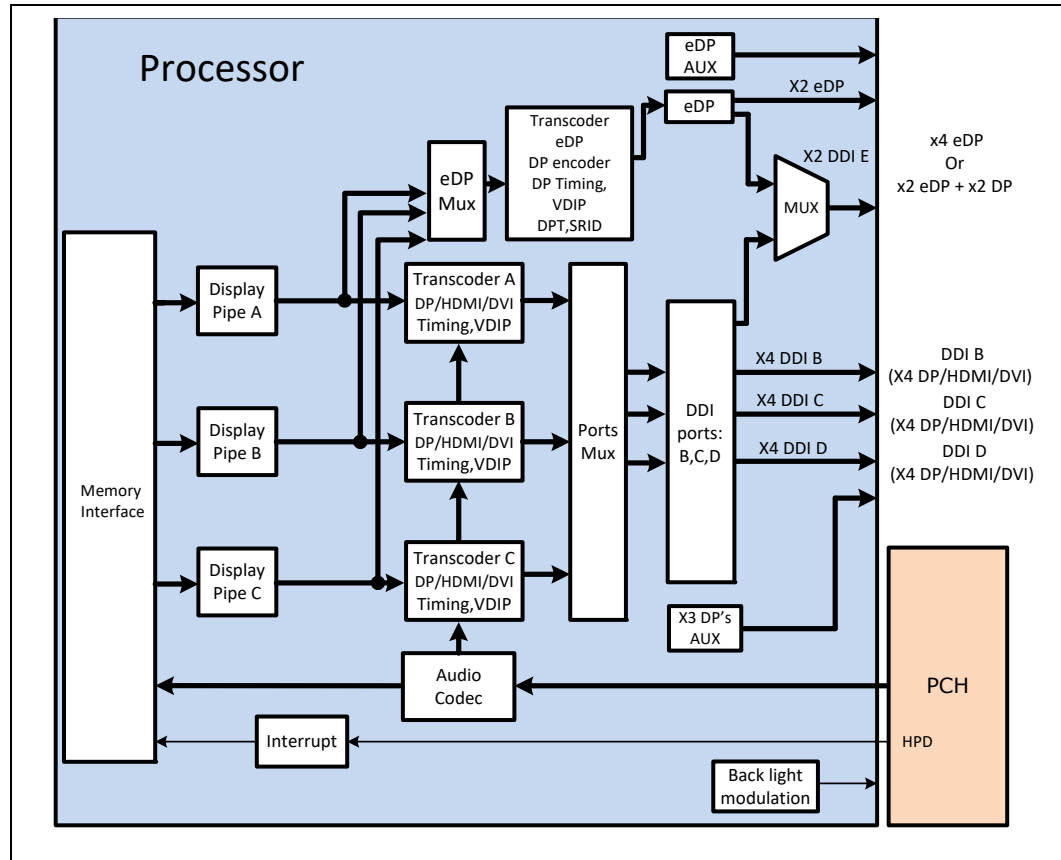 Processor
eDP
AUX
eDP
X2 eDP
X2 DDI E
MUX
x4 eDP
Or
x2 eDP + x2 DP
Transcoder
eDP
DP encoder
DP Timing,
VDIP
DPT,SRID
eDP
Mux
Memory
Interface
Display
Pipe A
Display
Pipe B
Display
Pipe C
Transcoder A
DP/HDMI/DVI
Timing,VDIP
Transcoder B
DP/HDMI/DVI
Timing,VDIP
Transcoder C
DP/HDMI/DVI
Timing,VDIP
Ports
Mux
DDI
ports:
B,C,D
X4 DDI B
X4 DDI C
X4 DDI D
DDI B
(X4 DP/HDMI/DVI)
DDI C
(X4 DP/HDMI/DVI)
DDI D
(X4 DP/HDMI/DVI)
X3 DP's
AUX
Audio
Codec
Interrupt
Back light
modulation
PCH
HPD